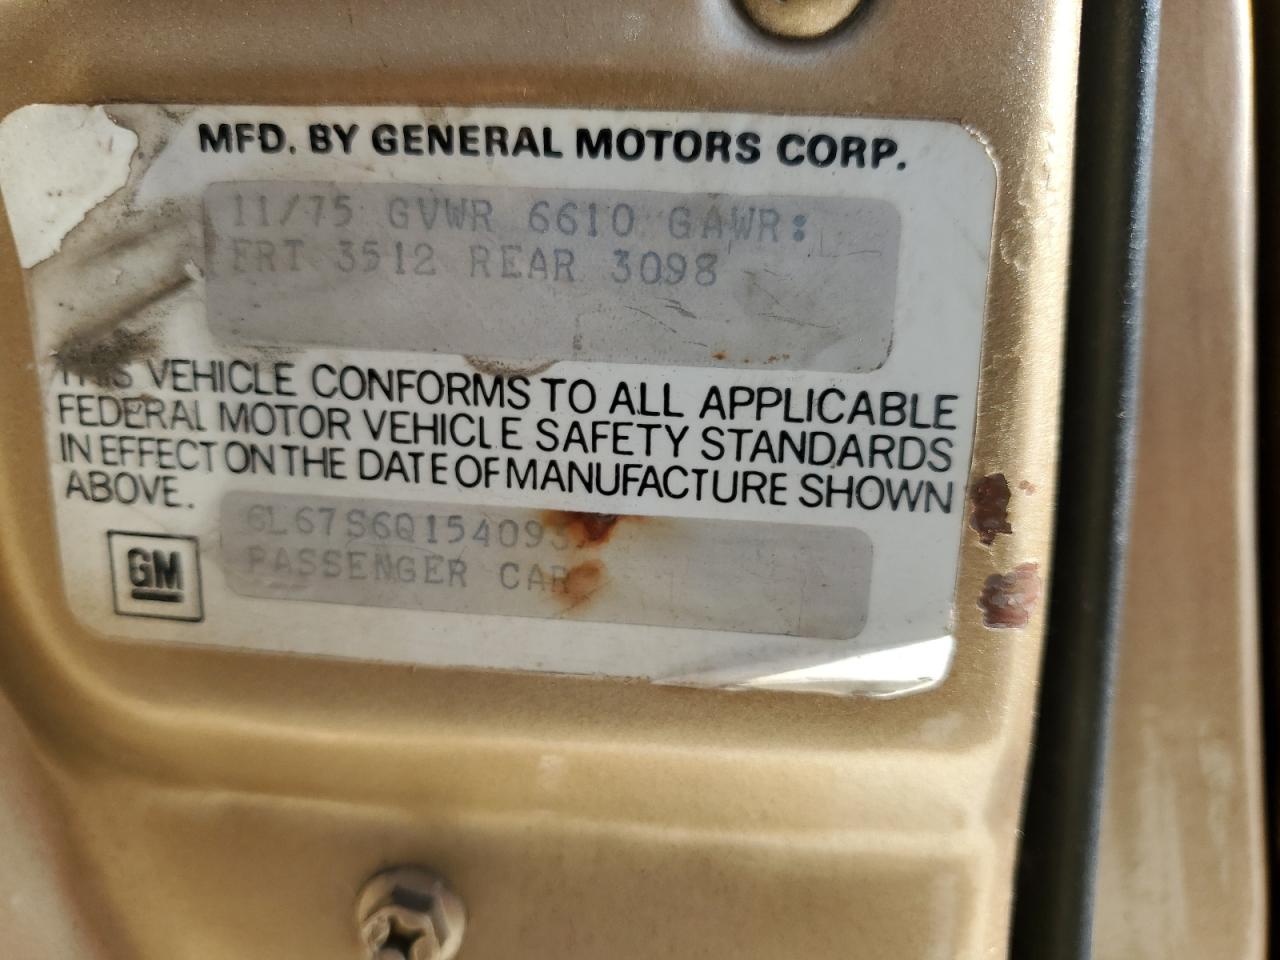 MFD. BY GENERAL MOTORS CORP.
11/75 GVWR 6610 GAWR:
FRT 3512 REAR 3098
THIS VEHICLE CONFORMS TO ALL APPLICABLE
FEDERAL MOTOR VEHICLE SAFETY STANDARDS
IN EFFECT ON THE DATE OF MANUFACTURE SHOWN
ABOVE.
GM
PASSENGER CAR